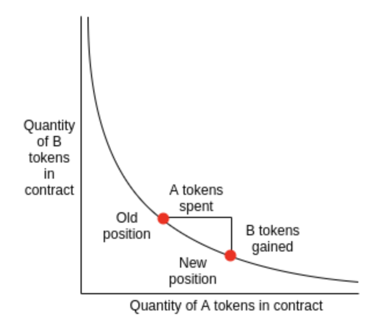 Quantity
of B
tokens
in
contract
A tokens
spent
Old
position
B tokens
gained
New
position
Quantity of A tokens in contract